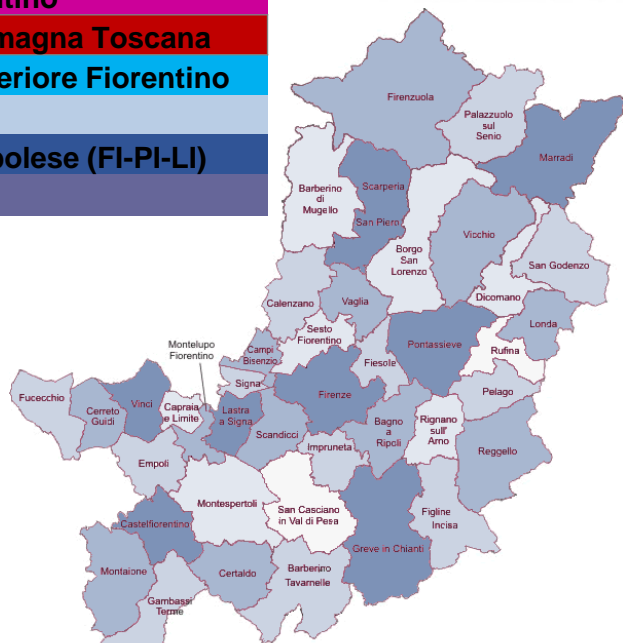 tino
magna Toscana
eriore Fiorentino
polese (FI-PI-LI)
Firenzuola
Palazzuolo
sul
Senio
Marradi
Barberino
di
Mugello
Scarperia
San Piero
Borgo
San
Lorenzo
Vicchio
San Godenzo
Dicomano
Londa
Calenzano
Vaglia
Sesto
Fiorentino
Montelupo
Fiorentino
Campi
Bisenzio
Fiesole
Pontassieve
Rufina
Signa
Pelago
Fucecchio
Cerreto
Guidi
Vinci
Capraia
e Limite
Lastra
a Signa
Firenze
Scandicci
Bagno
a
Ripoli
Rignano
sull'
Arno
Impruneta
Reggello
Empoli
Montespertoli
San Casciano
in Val di Pesa
Figline
Incisa
Castelfiorentino
Greve in Chianti
Montaione
Certaldo
Barberino
Tavarnelle
Gambassi
Terme